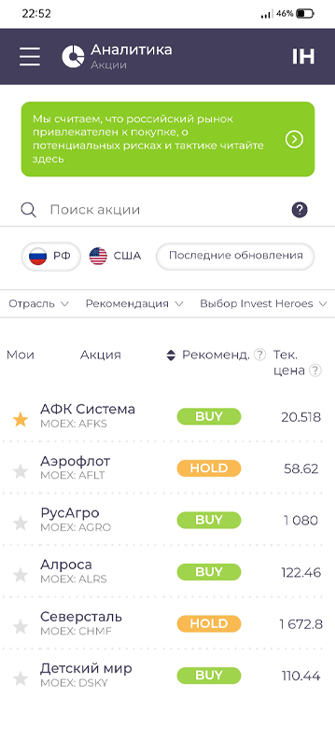 22:52
46%
Аналитика
Акции
IH
Мы считаем, что российский рынок
привлекателен к покупке, о
потенциальных рисках и тактике читайте
здесь
Поиск акции
?
РФ
США
Последние обновления
Отрасль
Рекомендация
Выбор Invest Heroes
Мои
Акция
Рекоменд. ?
Тек.
цена ?
АФК Система
MOEX: AFKS
BUY
20.518
Аэрофлот
MOEX: AFLT
HOLD
58.62
РусАгро
MOEX: AGRO
BUY
1 080
Алроса
MOEX: ALRS
BUY
122.46
Северсталь
MOEX: CHMF
HOLD
1 672.8
Детский мир
MOEX: DSKY
BUY
110.44